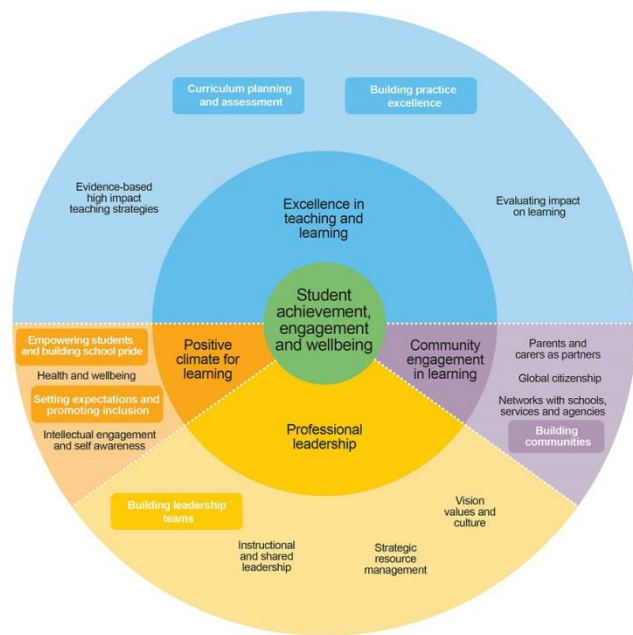 Curriculum planning
and assessment
Building practice
excellence
Evidence-based
high impact
teaching strategies
Excellence in
teaching and
learning
Evaluating impact
on learning
Student
achievement,
engagement
and wellbeing
Empowering students
and building school pride
Health and wellbeing
Setting expectations and
promoting inclusion
Intellectual engagement
and self awareness
Positive
climate for
learning
Community
engagement
in learning
Parents and
carers as partners
Global citizenship
Networks with schools,
services and agencies
Building
communities
Professional
leadership
Building leadership
teams
Instructional
and shared
leadership
Strategic
resource
management
Vision
values and
culture